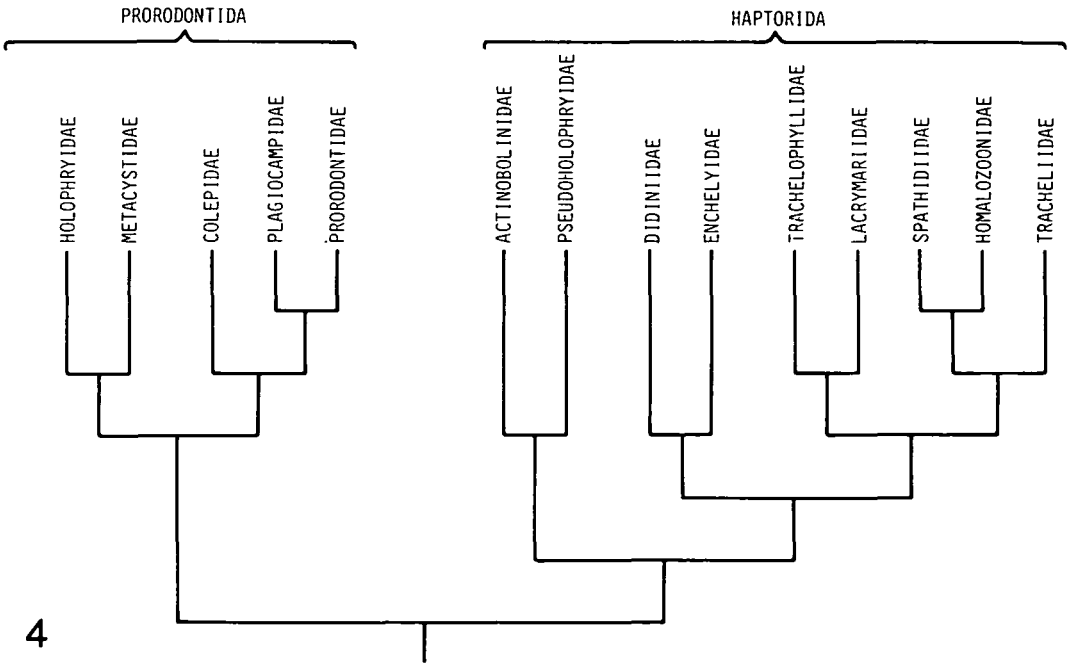 PRORODONTIDA
HAPTORIDA
HOLOPHRYIDAE
METACYSTIDAE
COLEPIDAE
PLAGIOCAMPIDAE
PRORODONTIDAE
ACTINOBOLINIDAE
PSEUDOHOLOPHRYIDAE
DIDINIIDAE
ENCHELYIDAE
TRACHELOPHYLLIDAE
LACRYMARIIDAE
SPATHIDIIDAE
HOMALOZOONIDAE
TRACHELIIDAE
4